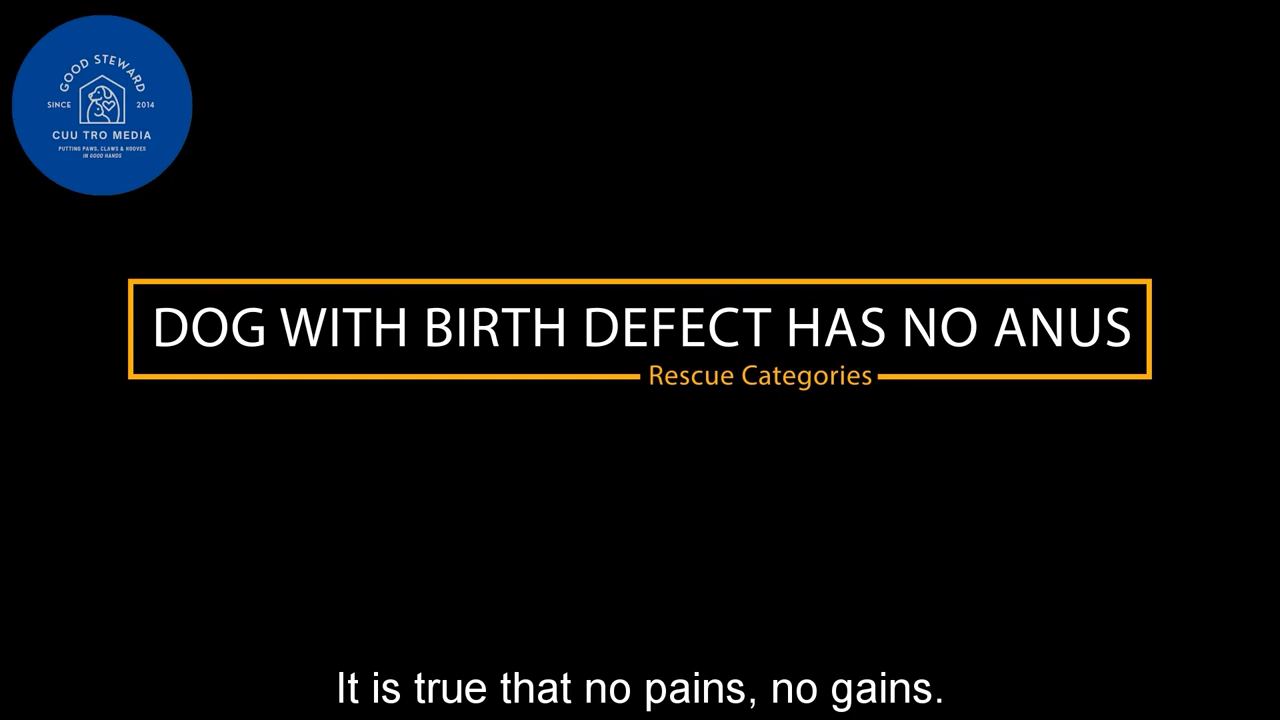 GOOD STEWARD
SINCE 2014
CUU TRO MEDIA
PUTTING PAWS, CLAWS & HOOVES
IN GOOD HANDS
DOG WITH BIRTH DEFECT HAS NO ANUS
Rescue Categories
It is true that no pains, no gains.